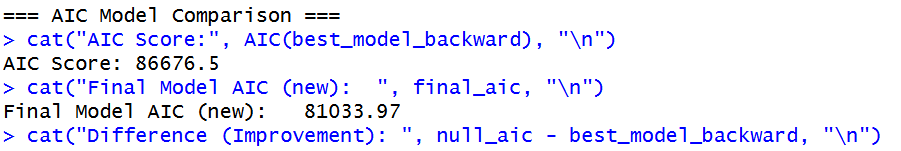 === AIC Model Comparison ===
> cat("AIC Score:", AIC(best_model_backward), "\n")
AIC Score: 86676.5
> cat("Final Model AIC (new):  ", final_aic, "\n")
Final Model AIC (new):   81033.97
> cat("Difference (Improvement): ", null_aic - best_model_backward, "\n")